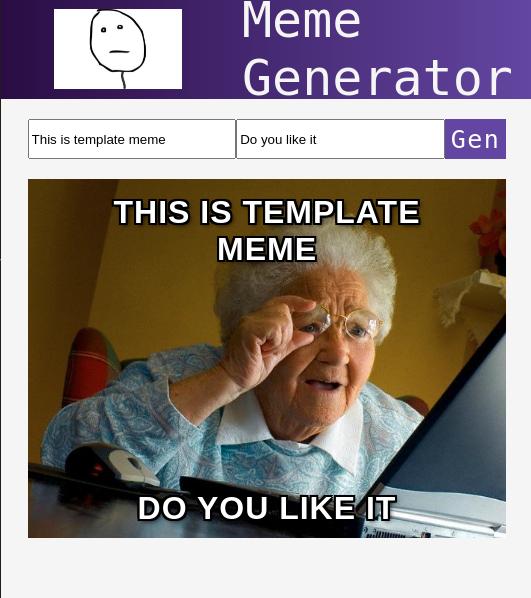 Meme
Generator
This is template meme
Do you like it
Gen
THIS IS TEMPLATE
MEME
DO YOU LIKE IT